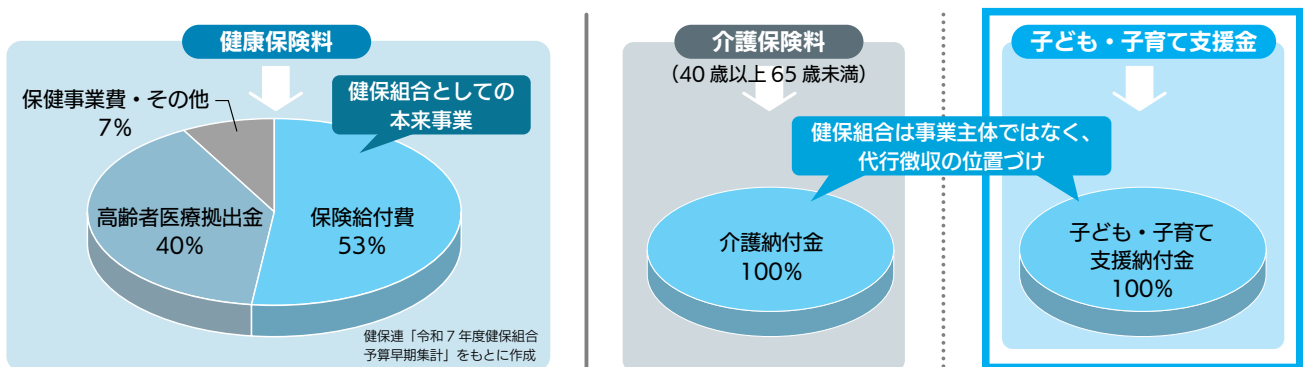 健康保険料
保健事業費・その他
7%
健保組合としての
本来事業
高齢者医療拠出金
40%
保険給付費
53%
健保連「令和7年度健保組合
予算早期集計」をもとに作成
介護保険料
(40歳以上65歳未満)
子ども・子育て支援金
健保組合は事業主体ではなく、
代行徴収の位置づけ
介護納付金
100%
子ども・子育て
支援納付金
100%